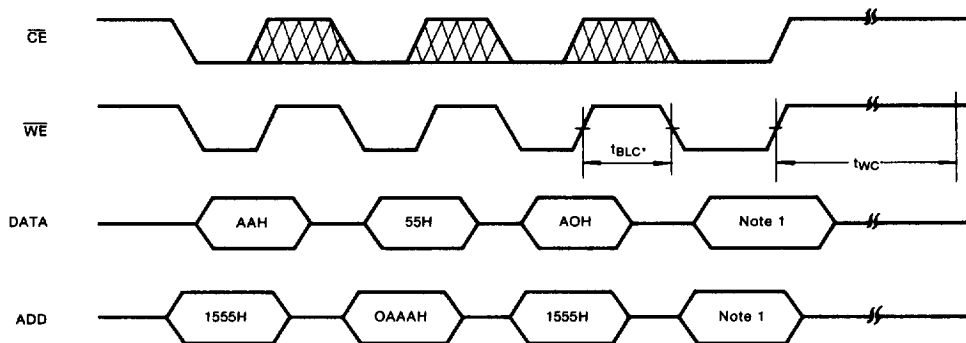 CE
WE
tBLC*
tWC
DATA
AAH
55H
AOH
Note 1
ADD
1555H
OAAAH
1555H
Note 1